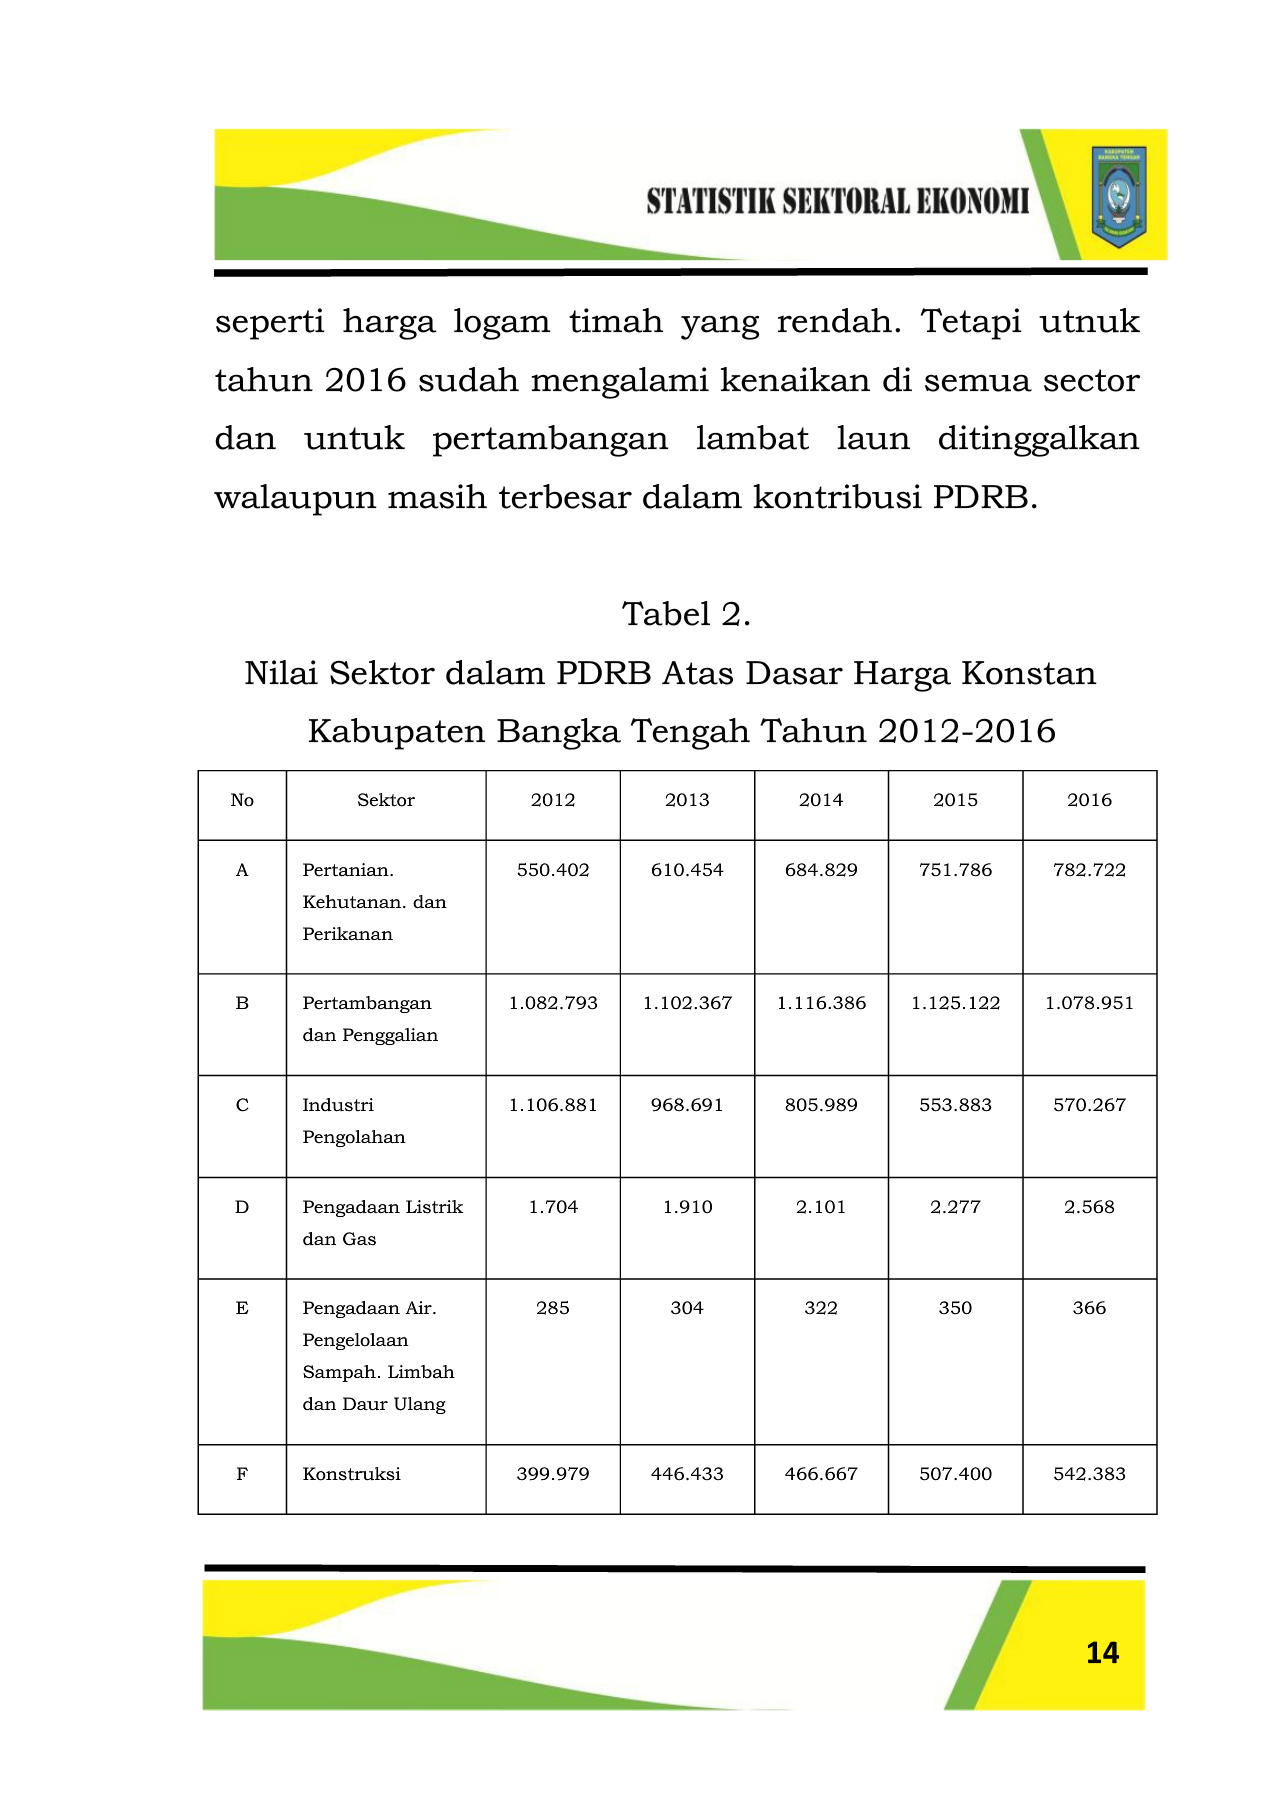 KABUPATEN
BANGKA TENGAH
STATISTIK SEKTORAL EKONOMI
seperti harga logam timah yang rendah. Tetapi utnuk
tahun 2016 sudah mengalami kenaikan di semua sector
dan untuk pertambangan lambat laun ditinggalkan
walaupun masih terbesar dalam kontribusi PDRB.
Tabel 2.
Nilai Sektor dalam PDRB Atas Dasar Harga Konstan
Kabupaten Bangka Tengah Tahun 2012-2016
No Sektor 2012 2013 2014 2015 2016
A Pertanian. 550.402 610.454 684.829 751.786 782.722
Kehutanan. dan
Perikanan
B Pertambangan 1.082.793 1.102.367 1.116.386 1.125.122 1.078.951
dan Penggalian
C Industri 1.106.881 968.691 805.989 553.883 570.267
Pengolahan
D Pengadaan Listrik 1.704 1.910 2.101 2.277 2.568
dan Gas
E Pengadaan Air. 285 304 322 350 366
Pengelolaan
Sampah. Limbah
dan Daur Ulang
F Konstruksi 399.979 446.433 466.667 507.400 542.383
14